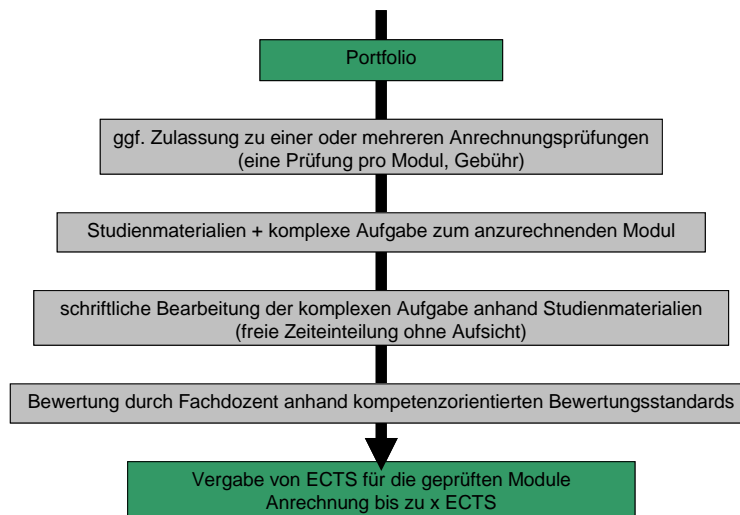 Portfolio
ggf. Zulassung zu einer oder mehreren Anrechnungsprüfungen
(eine Prüfung pro Modul, Gebühr)
Studienmaterialien + komplexe Aufgabe zum anzurechnenden Modul
schriftliche Bearbeitung der komplexen Aufgabe anhand Studienmaterialien
(freie Zeiteinteilung ohne Aufsicht)
Bewertung durch Fachdozent anhand kompetenzorientierten Bewertungsstandards
Vergabe von ECTS für die geprüften Module
Anrechnung bis zu x ECTS